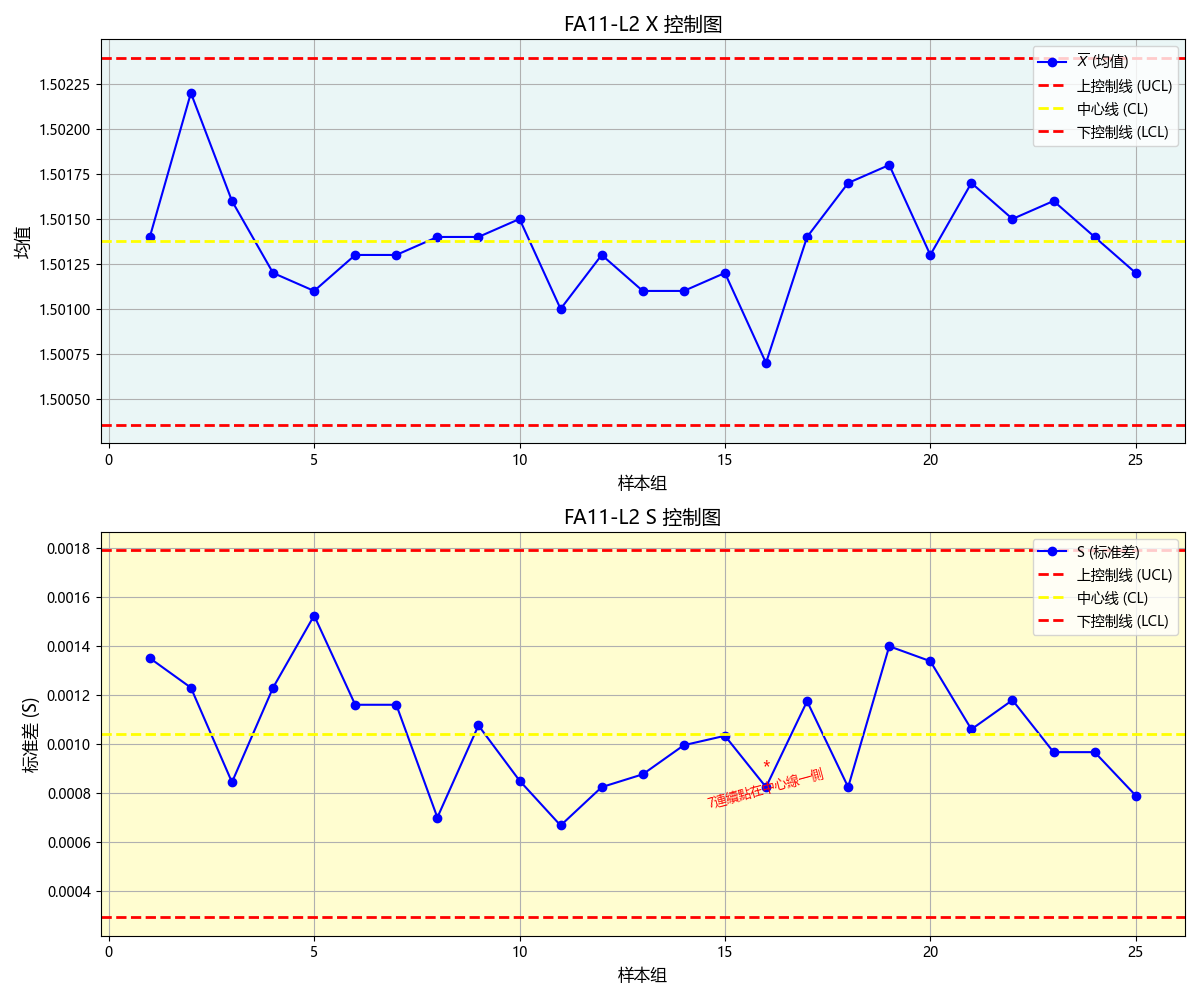 FA11-L2 X 控制图
1.50225
1.50200
1.50175
1.50150
1.50125
1.50100
1.50075
1.50050
均值
X (均值)
上控制线 (UCL)
中心线 (CL)
下控制线 (LCL)
0 5 10 15 20 25
样本组
FA11-L2 S 控制图
0.0018
0.0016
0.0014
0.0012
0.0010
0.0008
0.0006
0.0004
标准差 (S)
S (标准差)
上控制线 (UCL)
中心线 (CL)
下控制线 (LCL)
*
7連續點在中心線一側
0 5 10 15 20 25
样本组